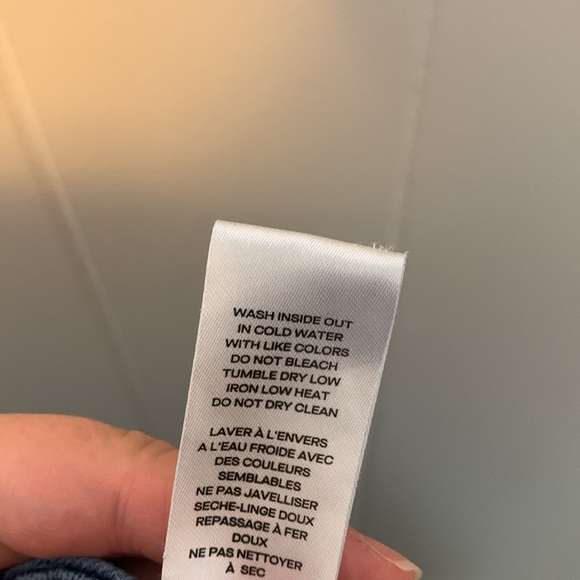 WASH INSIDE OUT
IN COLD WATER
WITH LIKE COLORS
DO NOT BLEACH
TUMBLE DRY LOW
IRON LOW HEAT
DO NOT DRY CLEAN
LAVER À L'ENVERS
A L'EAU FROIDE AVEC
DES COULEURS
SEMBLABLES
NE PAS JAVELLISER
SECHE-LINGE DOUX
REPASSAGE À FER
DOUX
NE PAS NETTOYER
À SEC